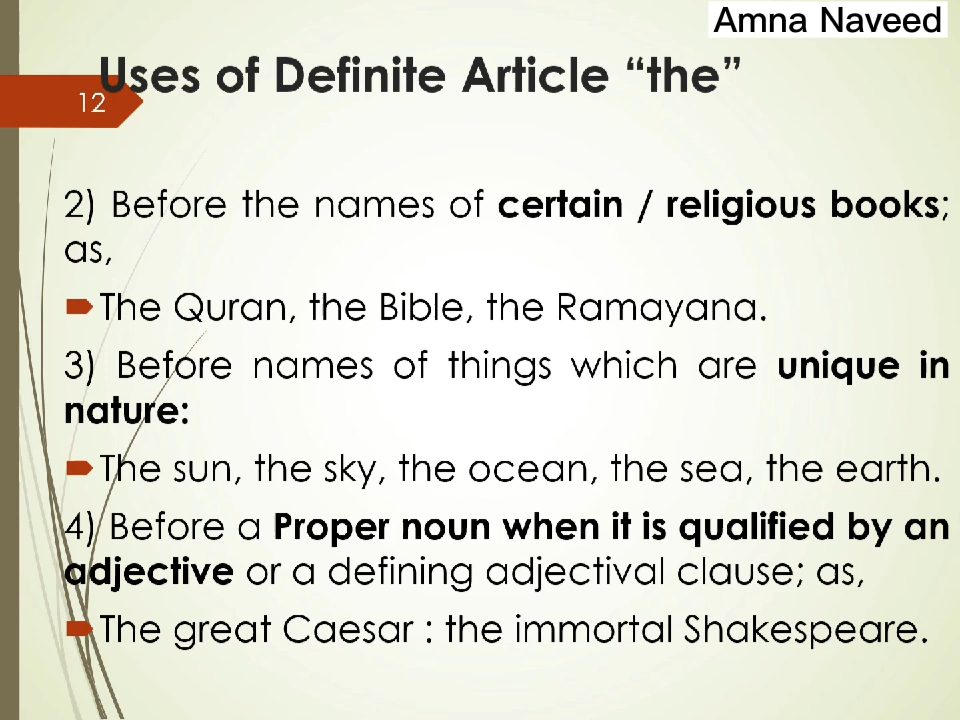 Amna Naveed
Uses of Definite Article “the”
12
2) Before the names of certain / religious books;
as,
The Quran, the Bible, the Ramayana.
3) Before names of things which are unique in
nature:
The sun, the sky, the ocean, the sea, the earth.
4) Before a Proper noun when it is qualified by an
adjective or a defining adjectival clause; as,
The great Caesar : the immortal Shakespeare.